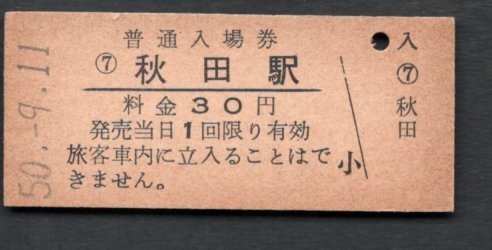 普通入場券
⑦ 秋田駅
料金30円
発売当日1回限り有効
旅客車内に立入ることはで
きません。
小
入
⑦
秋
田
50.-9.11